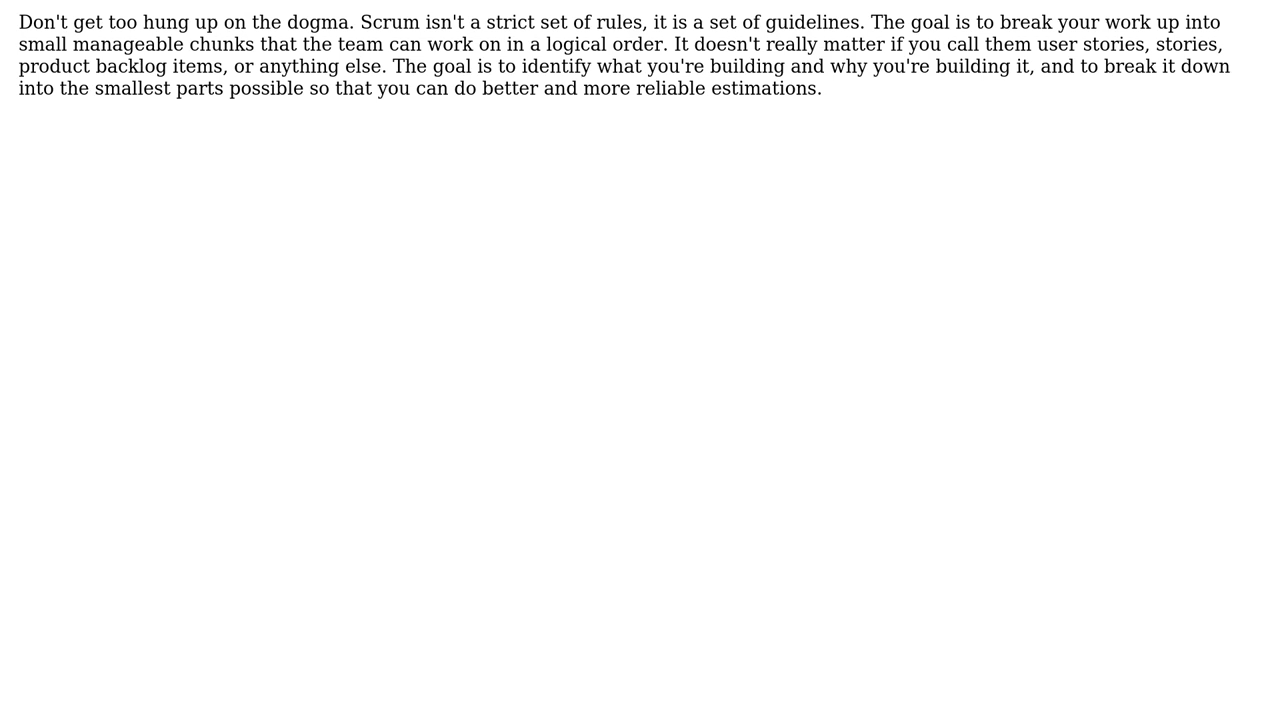 Don't get too hung up on the dogma. Scrum isn't a strict set of rules, it is a set of guidelines. The goal is to break your work up into
small manageable chunks that the team can work on in a logical order. It doesn't really matter if you call them user stories, stories,
product backlog items, or anything else. The goal is to identify what you're building and why you're building it, and to break it down
into the smallest parts possible so that you can do better and more reliable estimations.